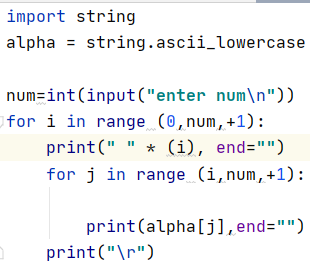 import string
alpha = string.ascii_lowercase
num=int(input("enter num\n"))
for i in range (0,num,+1):
print(" " * (i), end="")
for j in range (i,num,+1):
print(alpha[j],end="")
print("\r")